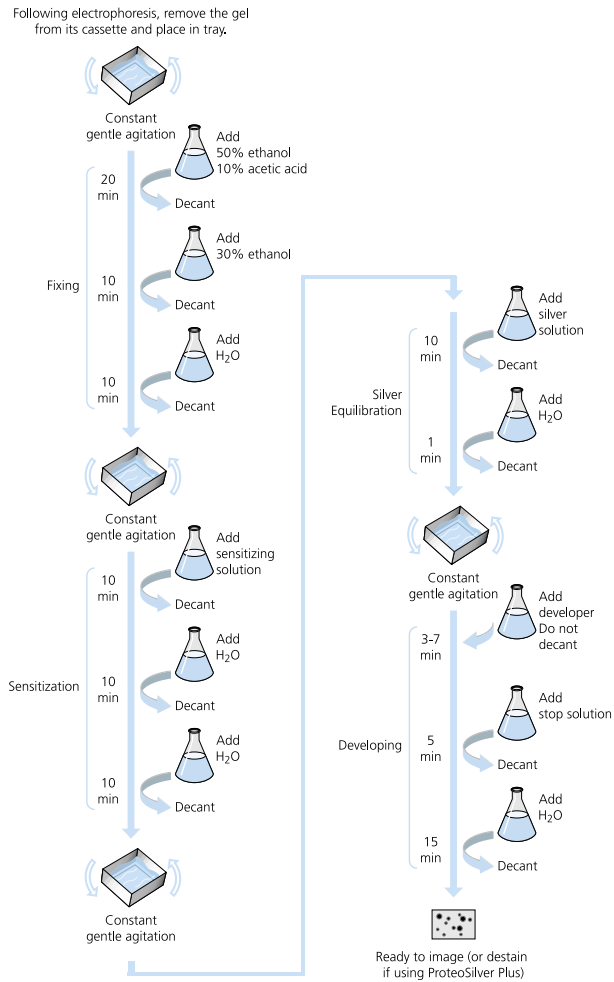 Following electrophoresis, remove the gel
from its cassette and place in tray.
Constant
gentle agitation
Fixing
20
min
Add
50% ethanol
10% acetic acid
Decant
10
min
Add
30% ethanol
Decant
10
min
Add
H₂O
Decant
Constant
gentle agitation
Sensitization
10
min
Add
sensitizing
solution
Decant
10
min
Add
H₂O
Decant
10
min
Add
H₂O
Decant
Constant
gentle agitation
Silver
Equilibration
10
min
Add
silver
solution
Decant
1
min
Add
H₂O
Decant
Constant
gentle agitation
Developing
3-7
min
Add
developer
Do not
decant
5
min
Add
stop solution
Decant
15
min
Add
H₂O
Decant
Ready to image (or destain
if using ProteoSilver Plus)